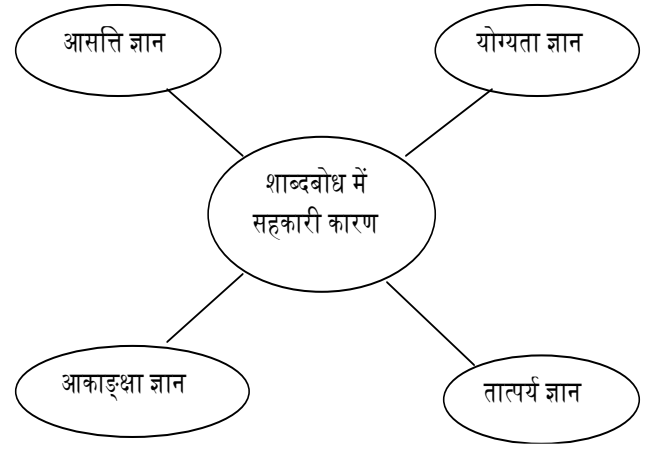 आसत्ति ज्ञान
योग्यता ज्ञान
शाब्दबोध में
सहकारी कारण
आकाङ्क्षा ज्ञान
तात्पर्य ज्ञान